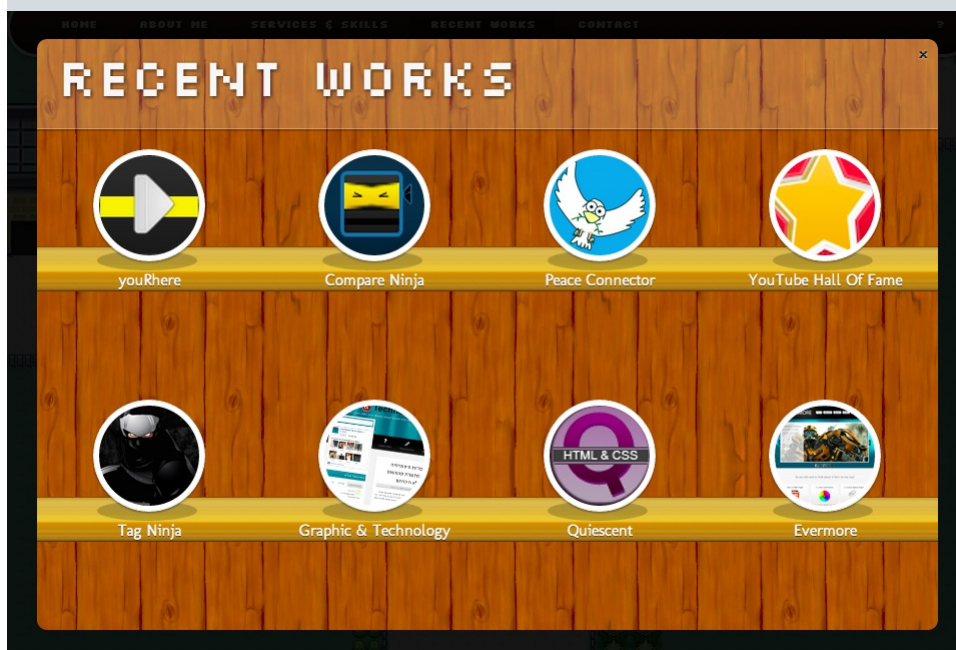 HOME ABOUT ME SERVICES & SKILLS RECENT WORKS CONTACT ?
RECENT WORKS
×
youRhere Compare Ninja Peace Connector YouTube Hall Of Fame
HTML & CSS
Tag Ninja Graphic & Technology Quiescent Evermore